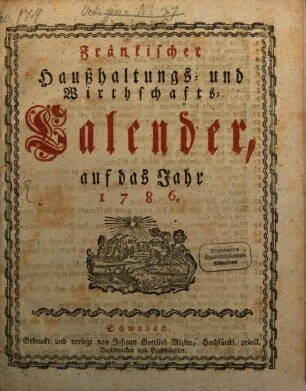 Fränkischer
Haußhaltungs- und
Wirthschafts-
Calender,
auf das Jahr
1786.
Schwabach,
Gedruckt und verlegt von Johann Gottlieb Mizler, Hochfürstl. privil.
Buchdrucker und Buchhändler.